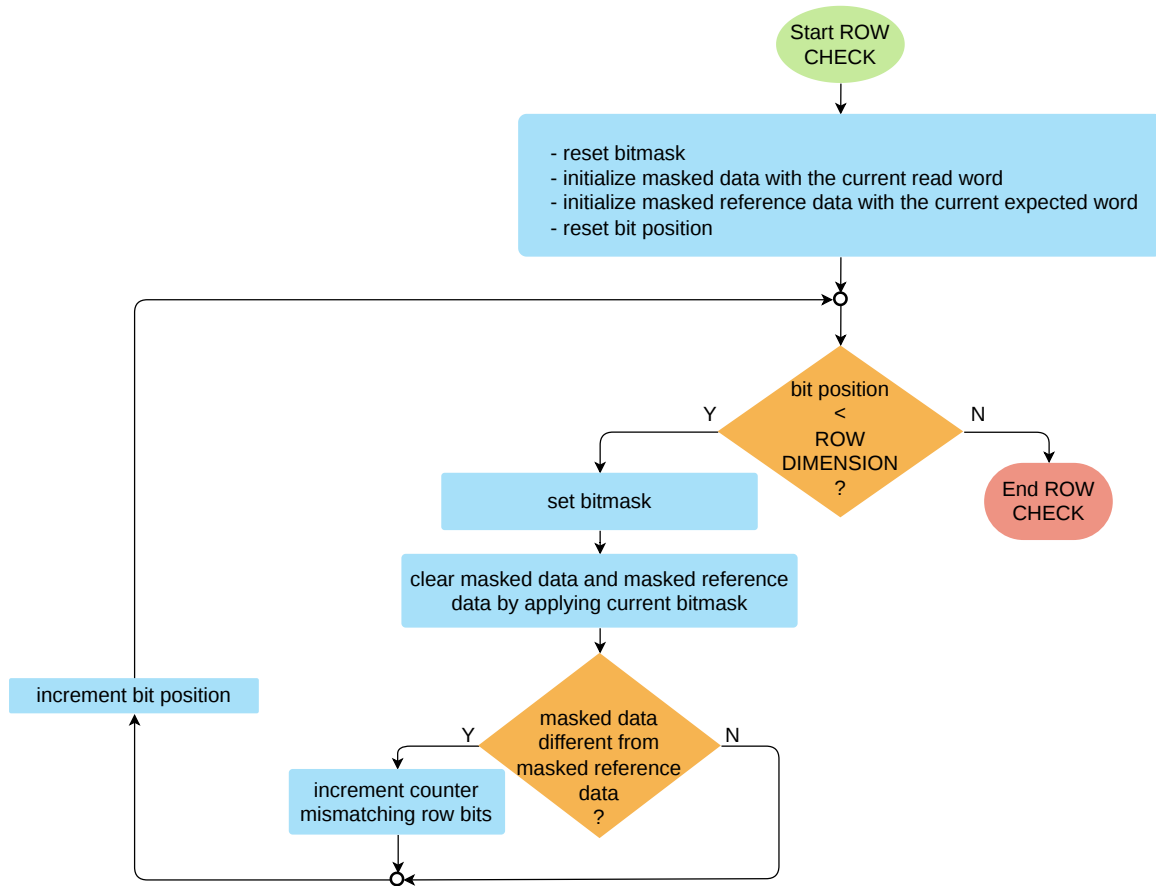 Start ROW
CHECK
- reset bitmask
- initialize masked data with the current read word
- initialize masked reference data with the current expected word
- reset bit position
bit position
<
ROW
DIMENSION
?
Y
N
End ROW
CHECK
set bitmask
clear masked data and masked reference
data by applying current bitmask
masked data
different from
masked reference
data
?
Y
N
increment counter
mismatching row bits
increment bit position